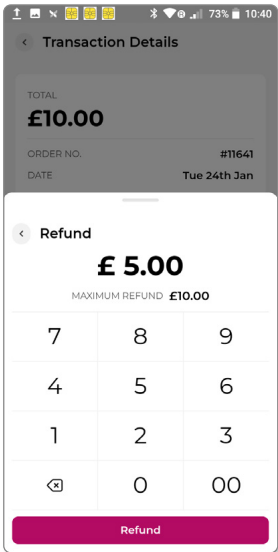 73% 10:40
Transaction Details
TOTAL
£10.00
ORDER NO. #11641
DATE Tue 24th Jan
Refund
£ 5.00
MAXIMUM REFUND £10.00
7 8 9
4 5 6
1 2 3
0 00
Refund